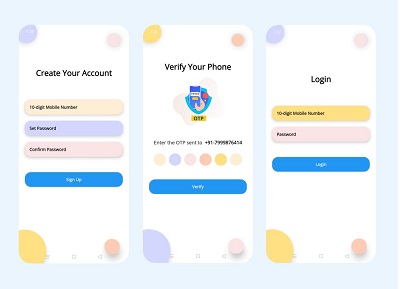 Create Your Account
10-digit Mobile Number
Set Password
Confirm Password
Sign Up
Verify Your Phone
OTP
Enter the OTP sent to +91-7999876414
Verify
Login
10-digit Mobile Number
Password
Login